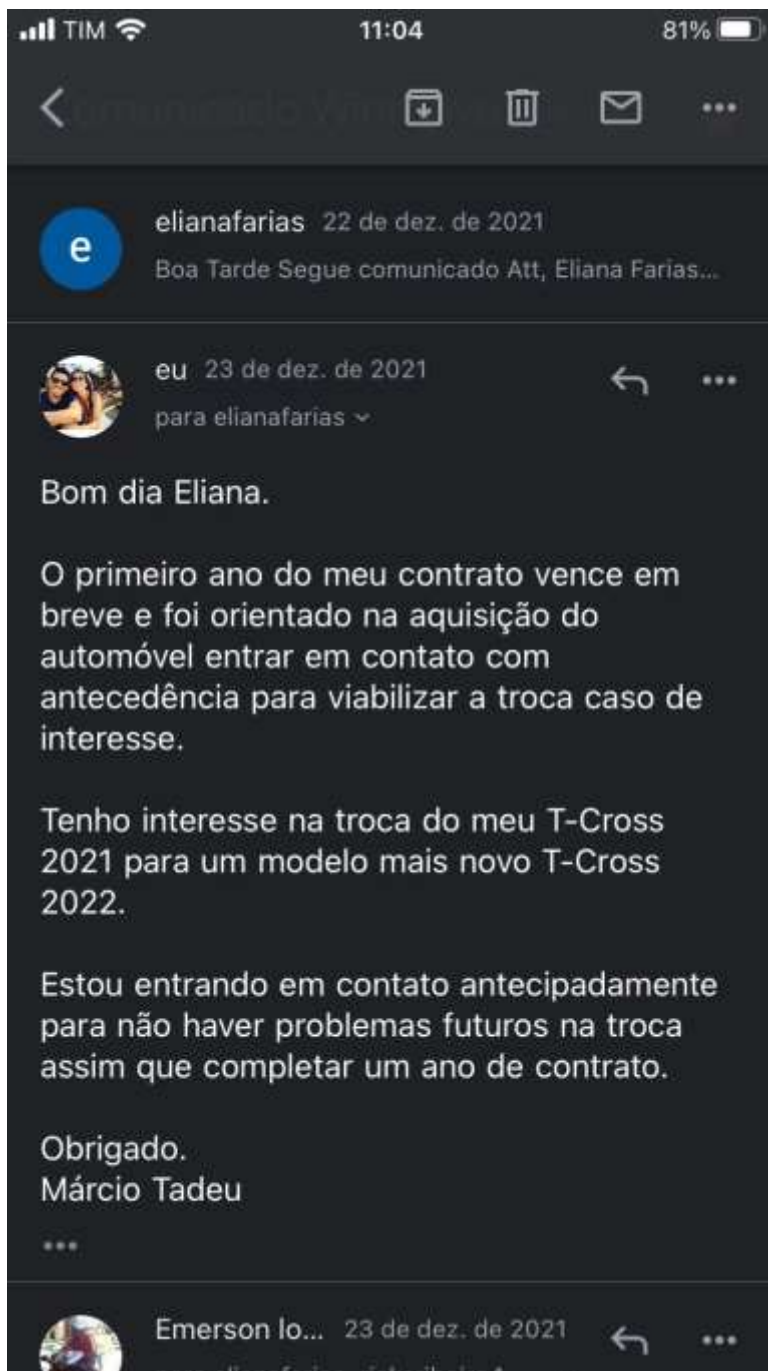 TIM
11:04
81%
e
elianafarias 22 de dez. de 2021
Boa Tarde Segue comunicado Att, Eliana Farias...
eu 23 de dez. de 2021
para elianafarias
Bom dia Eliana.
O primeiro ano do meu contrato vence em
breve e foi orientado na aquisição do
automóvel entrar em contato com
antecedência para viabilizar a troca caso de
interesse.
Tenho interesse na troca do meu T-Cross
2021 para um modelo mais novo T-Cross
2022.
Estou entrando em contato antecipadamente
para não haver problemas futuros na troca
assim que completar um ano de contrato.
Obrigado.
Márcio Tadeu
Emerson lo... 23 de dez. de 2021